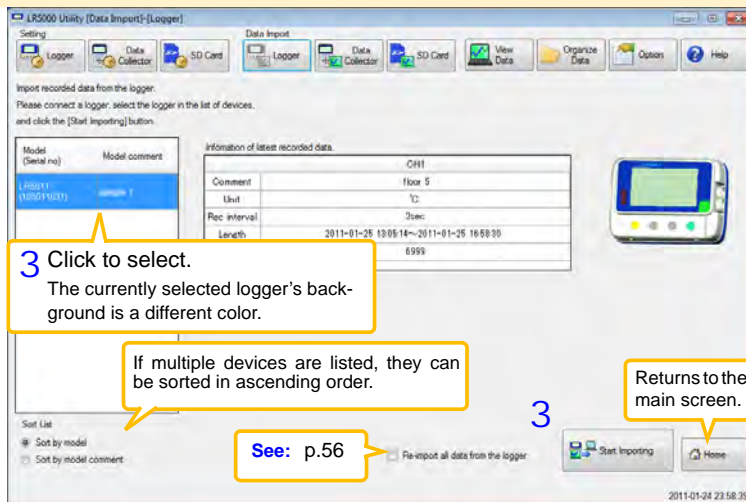 LR5000 Utility [Data Import]-[Logger]
Setting
Data Import
Logger
Data Collector
SD Card
Logger
Data Collector
SD Card
View Data
Organize Data
Option
Help
Import recorded data from the logger.
Please connect a logger, select the logger in the list of devices.
and click the [Start Importing] button.
Model (Serial no)
Model comment
LR5011
sample 1
Infomation of latest recorded data.
CH1
Comment
floor 5
Unit
℃
Rec interval
2sec
Length
2011-01-25 13:05:14~2011-01-25 16:58:30
6999
3 Click to select.
The currently selected logger's back-
ground is a different color.
If multiple devices are listed, they can
be sorted in ascending order.
Returns to the
main screen.
Sort List
Sort by model
Sort by model comment
See: p.56
Re-import all data from the logger
3
Start Importing
Home
2011-01-24 23:58:39